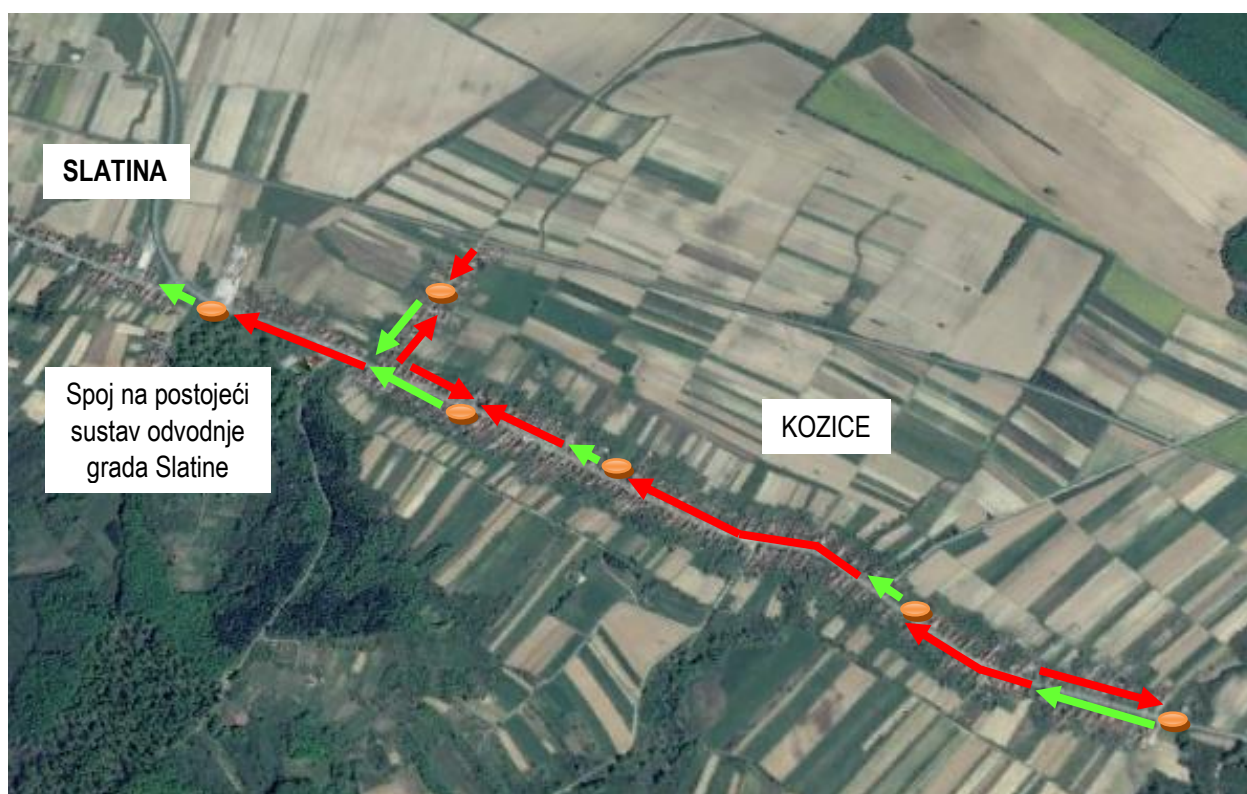 SLATINA
Spoj na postojeći
sustav odvodnje
grada Slatine
KOZICE